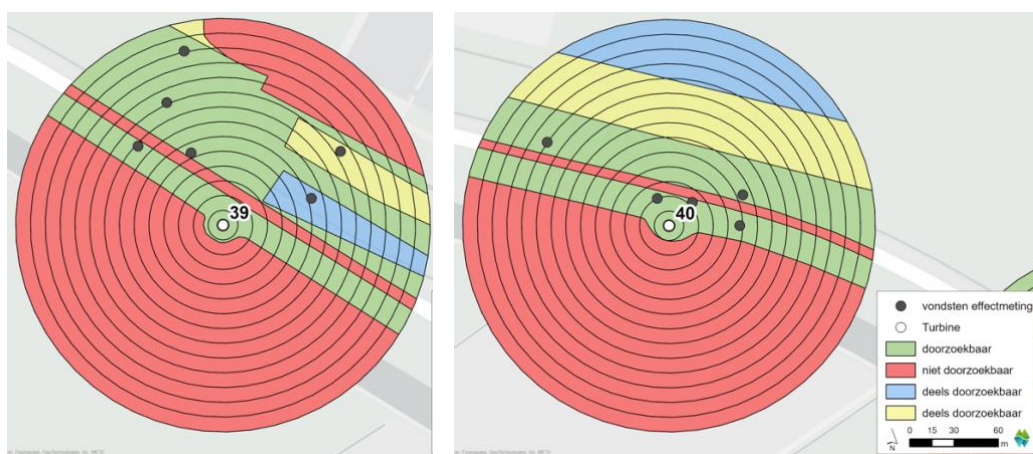 39
40
vondsten effectmeting
Turbine
doorzoekbaar
niet doorzoekbaar
deels doorzoekbaar
deels doorzoekbaar
0 15 30 60
m
N